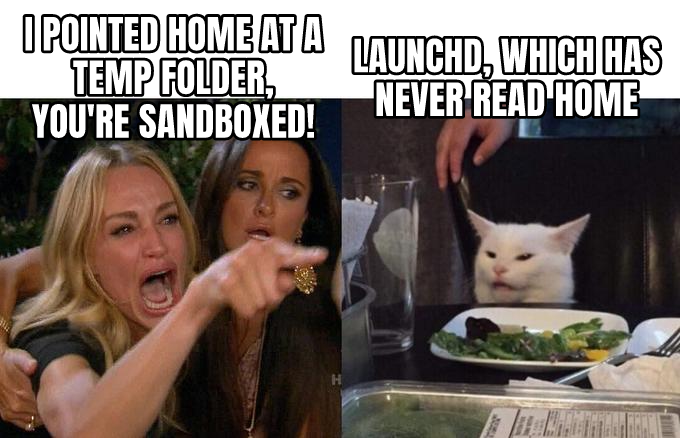 I POINTED HOME AT A
TEMP FOLDER,
YOU'RE SANDBOXED!
LAUNCHD, WHICH HAS
NEVER READ HOME
H